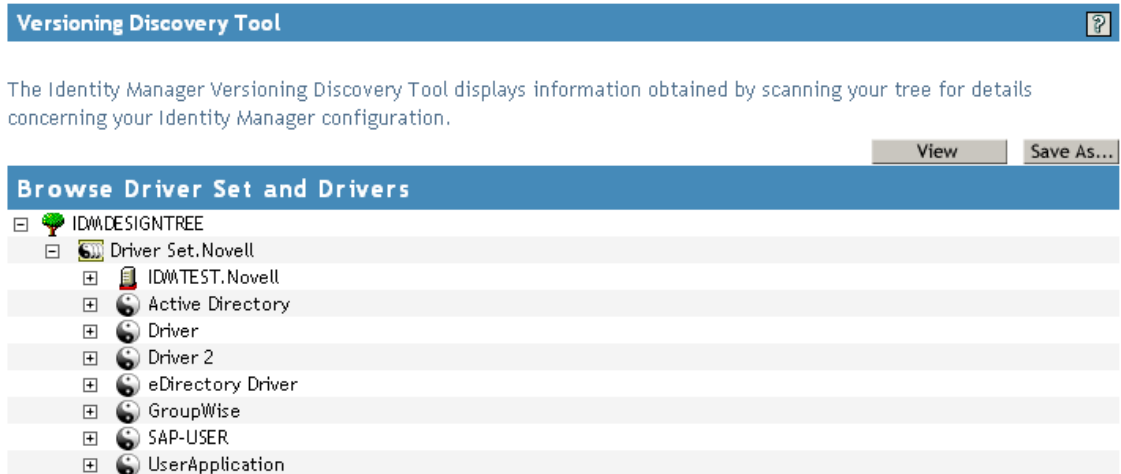 Versioning Discovery Tool ?
The Identity Manager Versioning Discovery Tool displays information obtained by scanning your tree for details
concerning your Identity Manager configuration.
View Save As...
Browse Driver Set and Drivers
IDMDESIGNTREE
Driver Set.Novell
IDMTEST.Novell
Active Directory
Driver
Driver 2
eDirectory Driver
GroupWise
SAP-USER
UserApplication